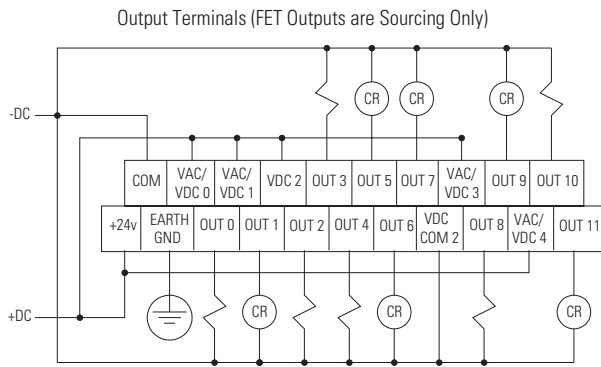 Output Terminals (FET Outputs are Sourcing Only)
CR CR CR
-DC
COM VAC/ VDC 0 VAC/ VDC 1 VDC 2 OUT 3 OUT 5 OUT 7 VAC/ VDC 3 OUT 9 OUT 10
+24v EARTH GND OUT 0 OUT 1 OUT 2 OUT 4 OUT 6 VDC COM 2 OUT 8 VAC/ VDC 4 OUT 11
+DC
CR CR CR